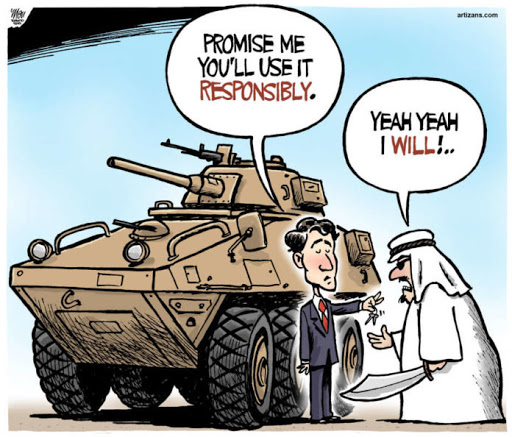 artizans.com
PROMISE ME
YOU'LL USE IT
RESPONSIBLY.
YEAH YEAH
I WILL!..